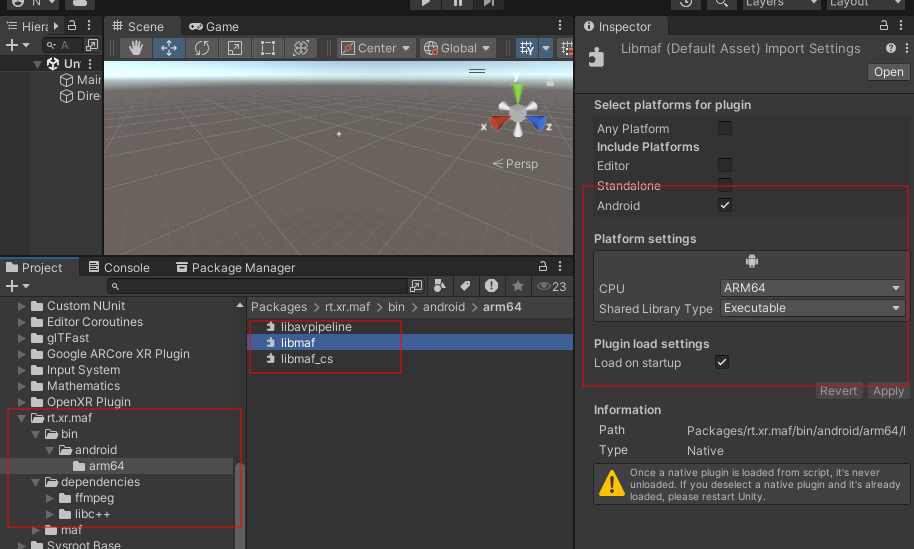 N
Layers
Layout
Hiera
Scene
Game
Inspector
A
Center
Global
Libmaf (Default Asset) Import Settings
Open
Main
Dire
y
x
z
Persp
Select platforms for plugin
Any Platform
Include Platforms
Editor
Standalone
Android
Platform settings
CPU
ARM64
Shared Library Type
Executable
Plugin load settings
Load on startup
Revert
Apply
Information
Path
Packages/rt.xr.maf/bin/android/arm64/l
Type
Native
Once a native plugin is loaded from script, it's never
unloaded. If you deselect a native plugin and it's already
loaded, please restart Unity.
Project
Console
Package Manager
23
Custom NUnit
Editor Coroutines
glTFast
Google ARCore XR Plugin
Input System
Mathematics
OpenXR Plugin
rt.xr.maf
bin
android
arm64
dependencies
ffmpeg
libc++
maf
Sysroot Base
Packages > rt.xr.maf > bin > android > arm64
libavpipeline
libmaf
libmaf_cs